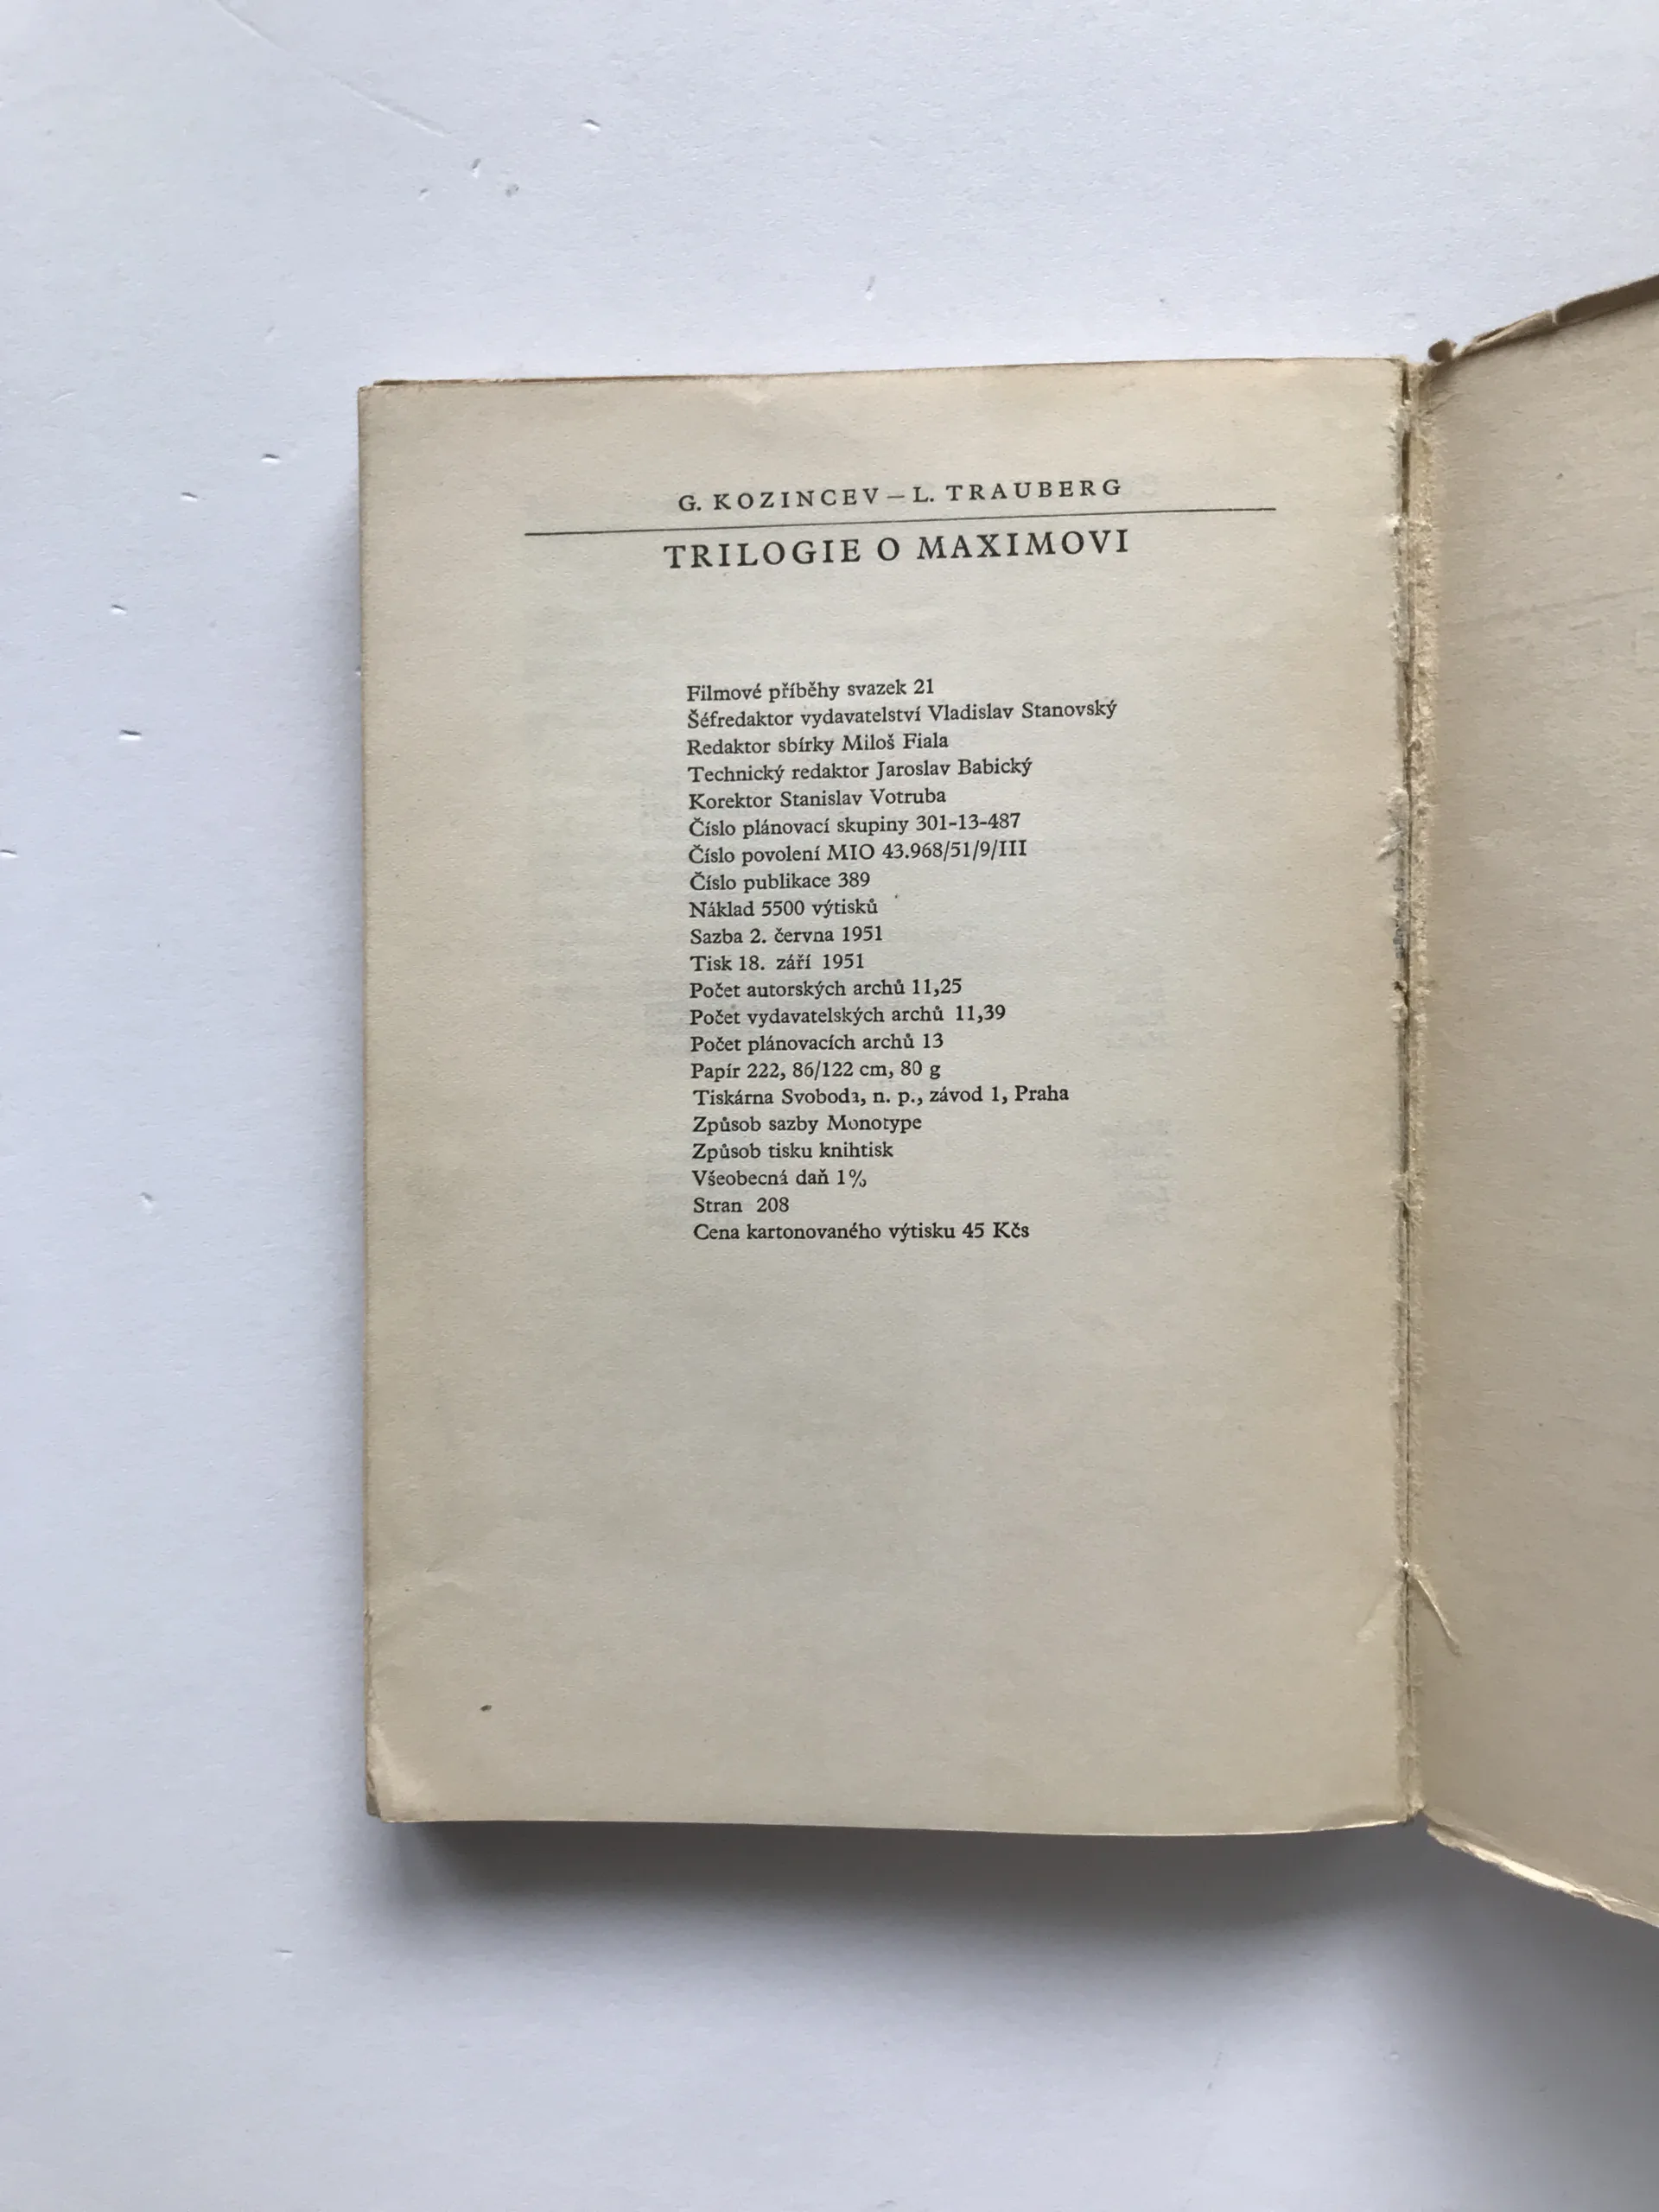 G. KOZINCEV – L. TRAUBERG
TRILOGIE O MAXIMOVI
Filmové příběhy svazek 21
Šéfredaktor vydavatelství Vladislav Stanovský
Redaktor sbírky Miloš Fiala
Technický redaktor Jaroslav Babický
Korektor Stanislav Votruba
Číslo plánovací skupiny 301-13-487
Číslo povolení MIO 43.968/51/9/III
Číslo publikace 389
Náklad 5500 výtisků
Sazba 2. června 1951
Tisk 18. září 1951
Počet autorských archů 11,25
Počet vydavatelských archů 11,39
Počet plánovacích archů 13
Papír 222, 86/122 cm, 80 g
Tiskárna Svoboda, n. p., závod 1, Praha
Způsob sazby Monotype
Způsob tisku knihtisk
Všeobecná daň 1%
Stran 208
Cena kartonovaného výtisku 45 Kčs